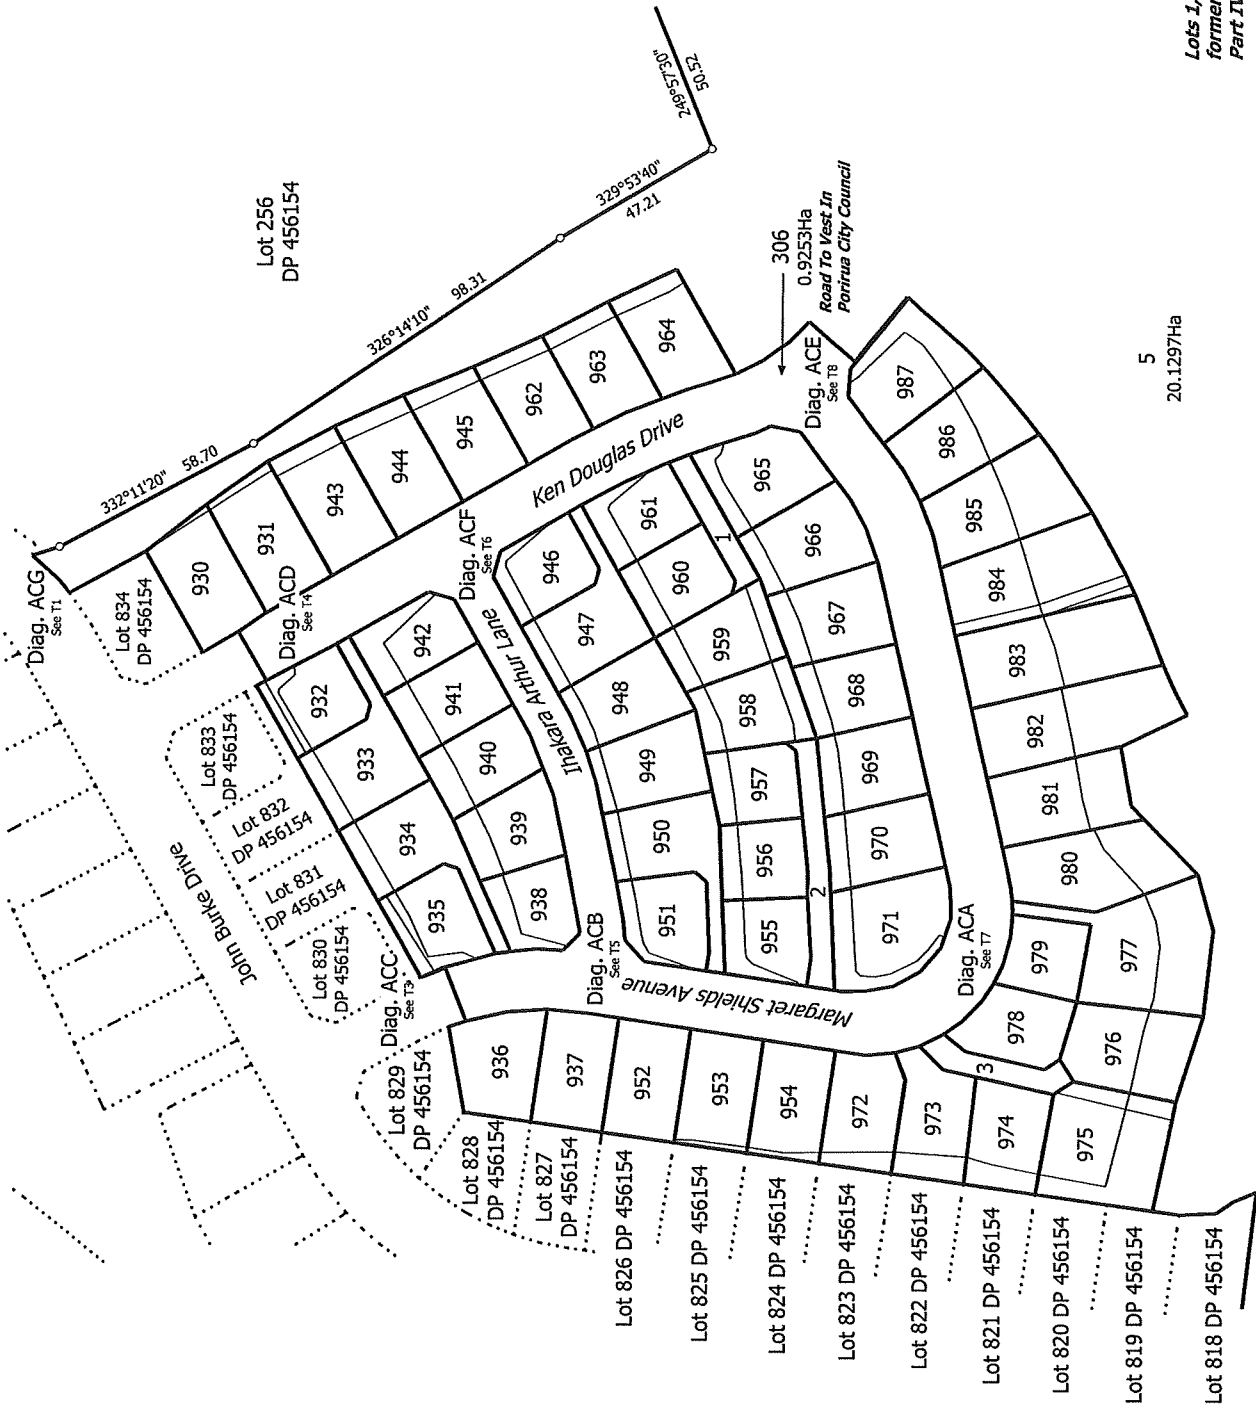 Lots 1,
former
Part IV
249°57'30"
50.52
329°53'40"
47.21
Lot 256
DP 456154
326°14'10"
98.31
332°11'20"
58.70
306
0.9253Ha
Road To Vest In
Porirua City Council
5
20.1297Ha
Diag. ACG
See T1
Lot 834
DP 456154
930
931
943
944
945
962
963
964
Diag. ACD
See T4
Ken Douglas Drive
Diag. ACE
See T8
Diag. ACF
See T6
987
986
985
984
983
982
981
980
965
966
967
968
969
970
971
961
960
1
959
958
957
956
955
2
946
947
948
949
950
951
Ihakara Arthur Lane
942
941
940
939
938
932
933
934
935
Lot 833
DP 456154
Lot 832
DP 456154
Lot 831
DP 456154
Lot 830
DP 456154
John Burke Drive
Diag. ACC
See T3
Diag. ACB
See T5
Margaret Shields Avenue
Diag. ACA
See T7
979
978
977
976
3
936
937
952
953
954
972
973
974
975
Lot 829
DP 456154
Lot 828
DP 456154
Lot 827
DP 456154
Lot 826 DP 456154
Lot 825 DP 456154
Lot 824 DP 456154
Lot 823 DP 456154
Lot 822 DP 456154
Lot 821 DP 456154
Lot 820 DP 456154
Lot 819 DP 456154
Lot 818 DP 456154